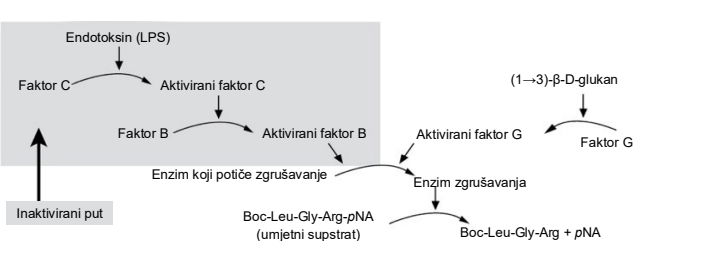 Endotoksin (LPS)
Faktor C
Aktivirani faktor C
(1→3)-β-D-glukan
Faktor B
Aktivirani faktor B
Aktivirani faktor G
Faktor G
Enzim koji potiče zgrušavanje
Enzim zgrušavanja
Inaktivirani put
Boc-Leu-Gly-Arg-pNA
(umjetni supstrat)
Boc-Leu-Gly-Arg + pNA